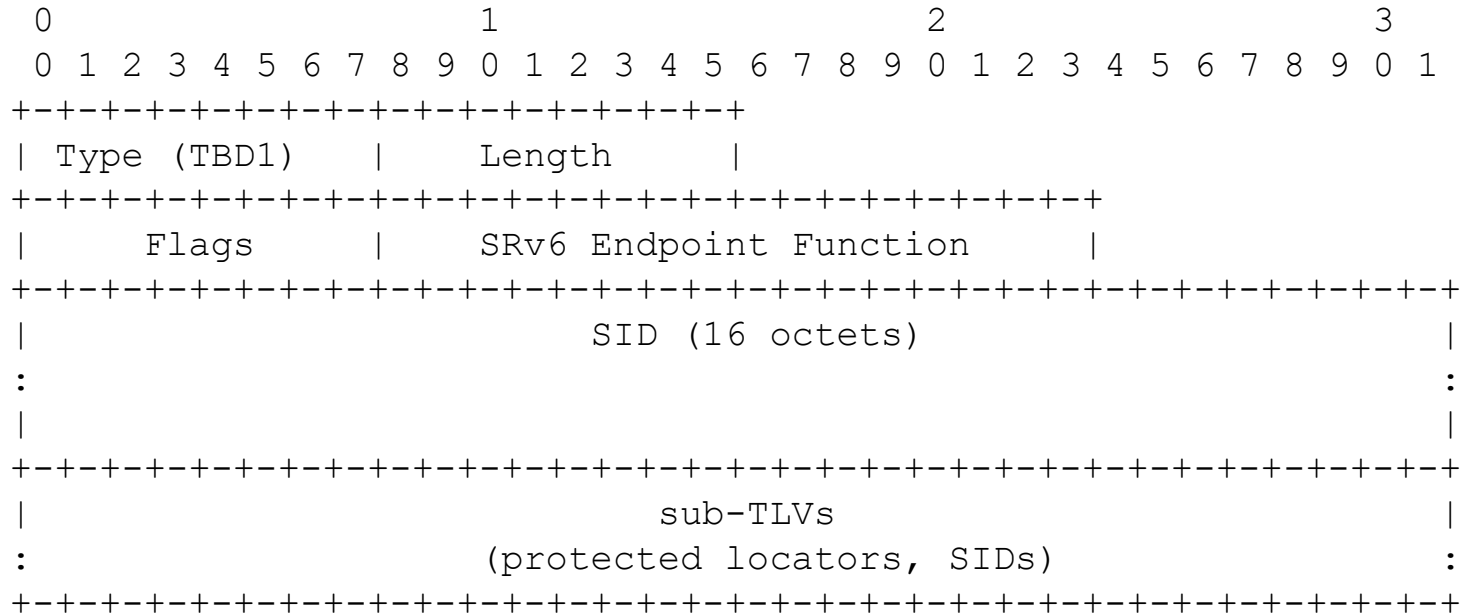 0                   1                   2                   3
 0 1 2 3 4 5 6 7 8 9 0 1 2 3 4 5 6 7 8 9 0 1 2 3 4 5 6 7 8 9 0 1
+-+-+-+-+-+-+-+-+-+-+-+-+-+-+-+-+
| Type (TBD1)   |    Length     |
+-+-+-+-+-+-+-+-+-+-+-+-+-+-+-+-+-+-+-+-+-+-+-+-+
|     Flags     |    SRv6 Endpoint Function     |
+-+-+-+-+-+-+-+-+-+-+-+-+-+-+-+-+-+-+-+-+-+-+-+-+-+-+-+-+-+-+-+-+
|                         SID (16 octets)                       |
:                                                               :
|                                                               |
+-+-+-+-+-+-+-+-+-+-+-+-+-+-+-+-+-+-+-+-+-+-+-+-+-+-+-+-+-+-+-+-+
|                            sub-TLVs                           |
:                    (protected locators, SIDs)                 :
+-+-+-+-+-+-+-+-+-+-+-+-+-+-+-+-+-+-+-+-+-+-+-+-+-+-+-+-+-+-+-+-+